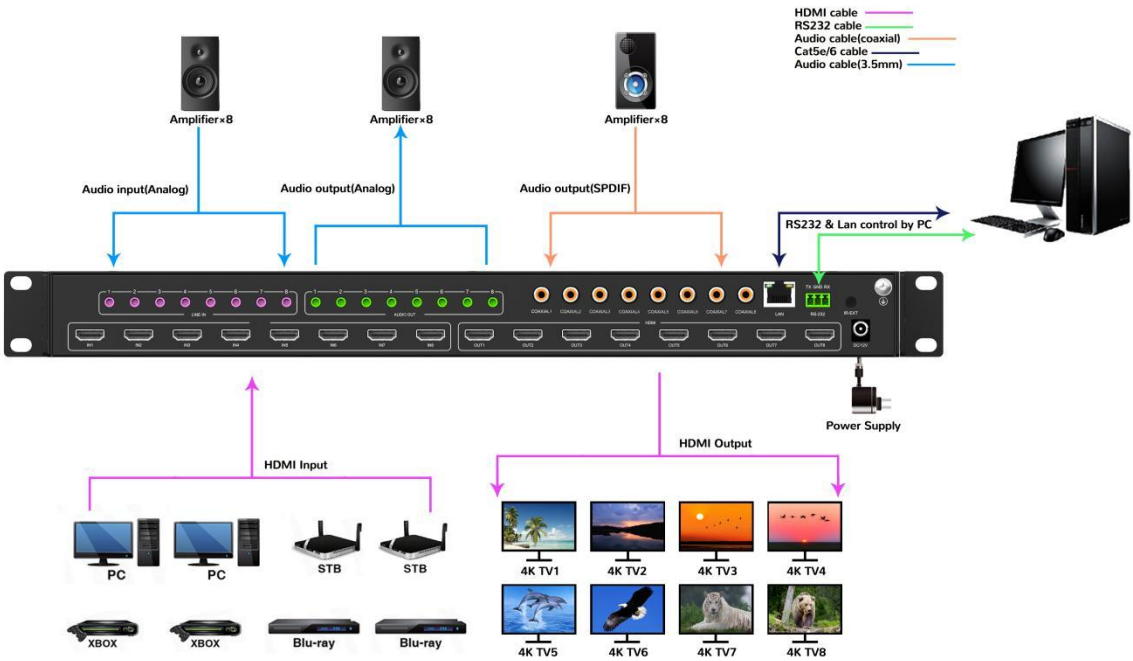 HDMI cable
RS232 cable
Audio cable(coaxial)
Cat5e/6 cable
Audio cable(3.5mm)
Amplifier×8
Amplifier×8
Amplifier×8
Audio input(Analog)
Audio output(Analog)
Audio output(SPDIF)
RS232 & Lan control by PC
1 2 3 4 5 6 7 8
1 2 3 4 5 6 7 8
TX GND RX
LINE IN
AUDIO OUT
COAXIAL1 COAXIAL2 COAXIAL3 COAXIAL4 COAXIAL5 COAXIAL6 COAXIAL7 COAXIAL8
LAN
RS-232
IR-EXT
HDMI
IN1 IN2 IN3 IN4 IN5 IN6 IN7 IN8
OUT1 OUT2 OUT3 OUT4 OUT5 OUT6 OUT7 OUT8
DC12V
Power Supply
HDMI Input
HDMI Output
PC PC STB STB
XBOX XBOX Blu-ray Blu-ray
4K TV1 4K TV2 4K TV3 4K TV4
4K TV5 4K TV6 4K TV7 4K TV8